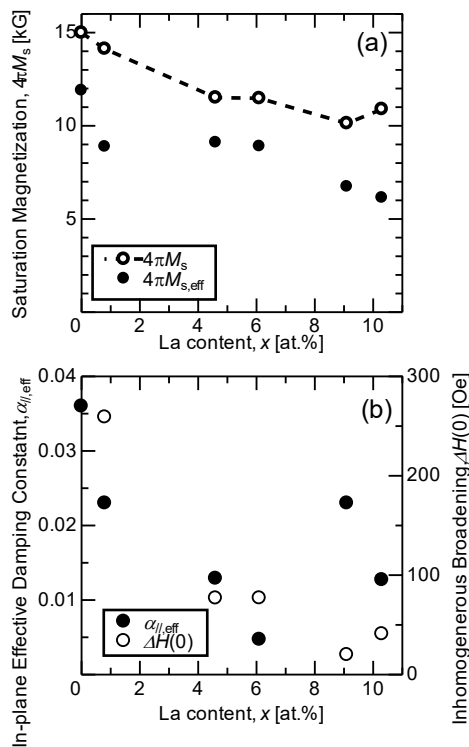 Saturation Magnetization, 4πMs [kG]
15
10
5
(a)
4πMs
4πMs,eff
0 2 4 6 8 10
La content, x [at.%]
In-plane Effective Damping Constatnt,α//,eff
0.04
0.03
0.02
0.01
(b)
α//,eff
ΔH(0)
300
200
100
0
Inhomogenerous Broadening,ΔH(0) [Oe]
0 2 4 6 8 10
La content, x [at.%]